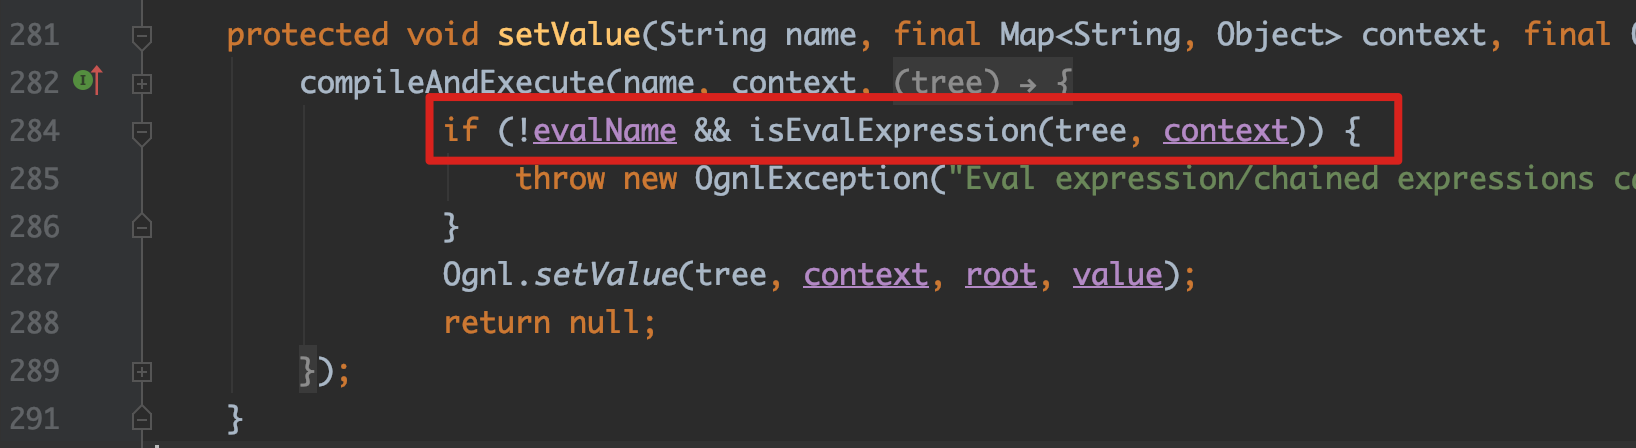 281 protected void setValue(String name, final Map<String, Object> context, final
282 compileAndExecute(name, context, (tree) → {
284 if (!evalName && isEvalExpression(tree, context)) {
285 throw new OgnlException("Eval expression/chained expressions
286 }
287 Ognl.setValue(tree, context, root, value);
288 return null;
289 });
291 }